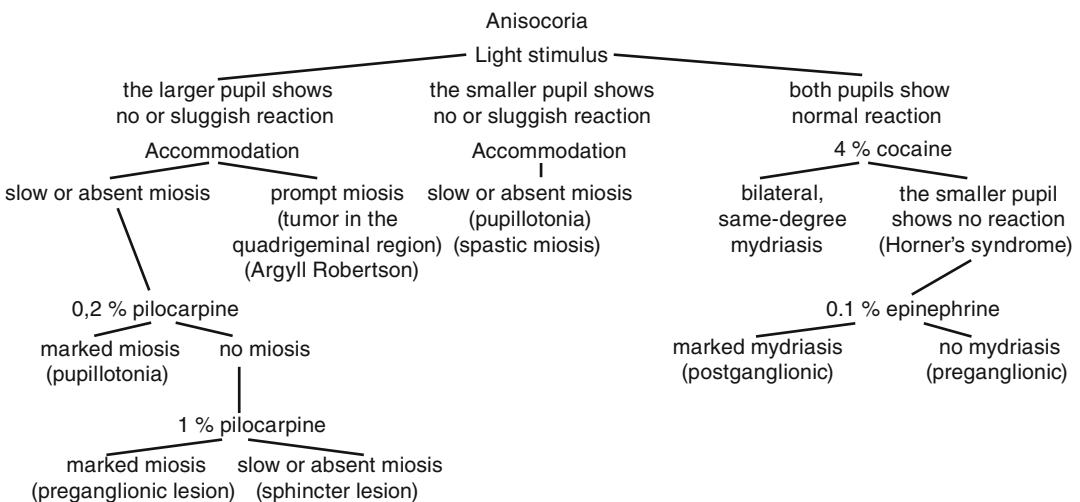 Anisocoria
Light stimulus
the larger pupil shows
no or sluggish reaction
the smaller pupil shows
no or sluggish reaction
both pupils show
normal reaction
Accommodation
Accommodation
4 % cocaine
slow or absent miosis
prompt miosis
(tumor in the
quadrigeminal region)
(Argyll Robertson)
slow or absent miosis
(pupillotonia)
(spastic miosis)
bilateral,
same-degree
mydriasis
the smaller pupil
shows no reaction
(Horner's syndrome)
0,2 % pilocarpine
0.1 % epinephrine
marked miosis
(pupillotonia)
no miosis
marked mydriasis
(postganglionic)
no mydriasis
(preganglionic)
1 % pilocarpine
marked miosis
(preganglionic lesion)
slow or absent miosis
(sphincter lesion)